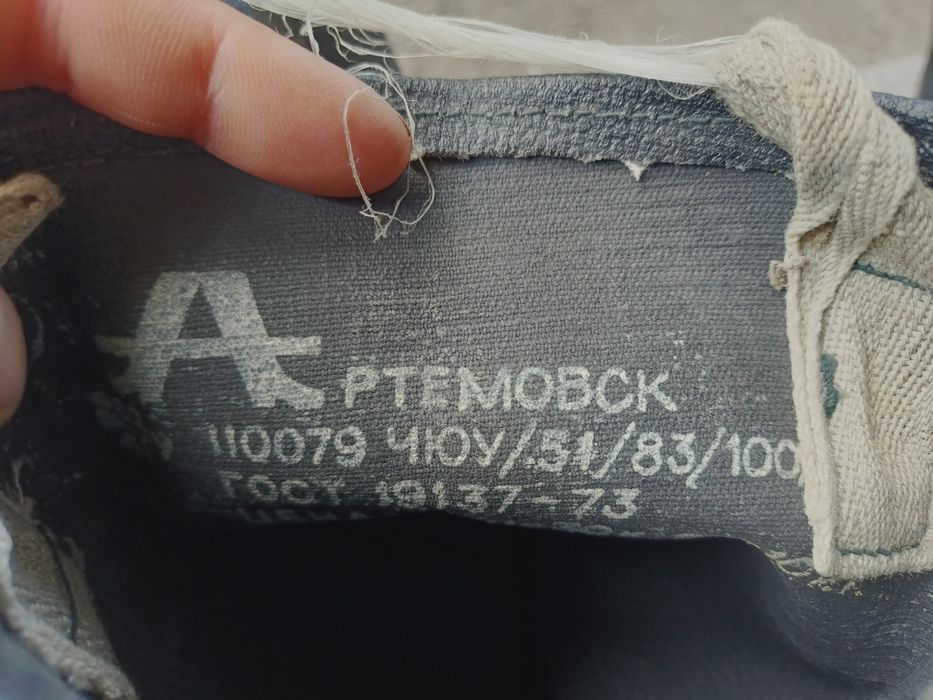 АРТЕМОВСК
110079 ЧЮУ/.51/83/100
ГОСТ 19137-73